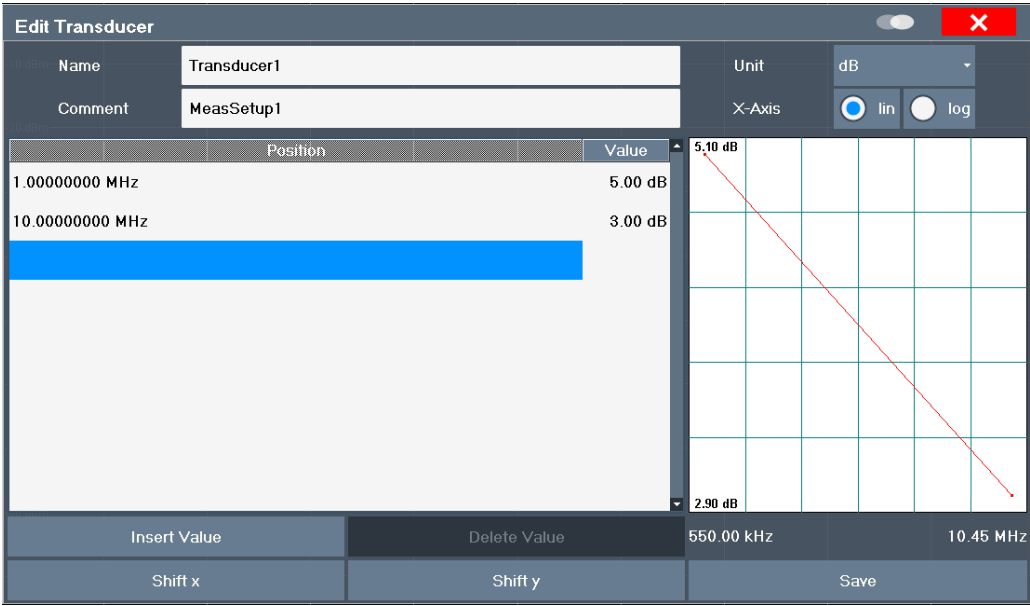 Edit Transducer
Name Transducer1 Unit dB
Comment MeasSetup1 X-Axis lin log
Position Value 5.10 dB
1.00000000 MHz 5.00 dB
10.00000000 MHz 3.00 dB
2.90 dB
Insert Value Delete Value 550.00 kHz 10.45 MHz
Shift x Shift y Save